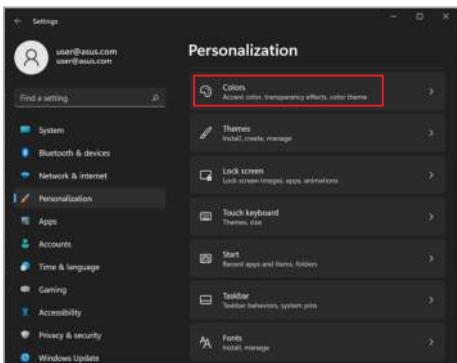 Settings
user@asus.com
user@asus.com
Find a setting
System
Bluetooth & devices
Network & internet
Personalization
Apps
Accounts
Time & language
Gaming
Accessibility
Privacy & security
Windows Update
Personalization
Colors
Accent color, transparency effects, color theme
Themes
Install, create, manage
Lock screen
Lock screen images, apps, animations
Touch keyboard
Themes, size
Start
Recent apps and items, folders
Taskbar
Taskbar behaviors, system pins
Fonts
Install, manage